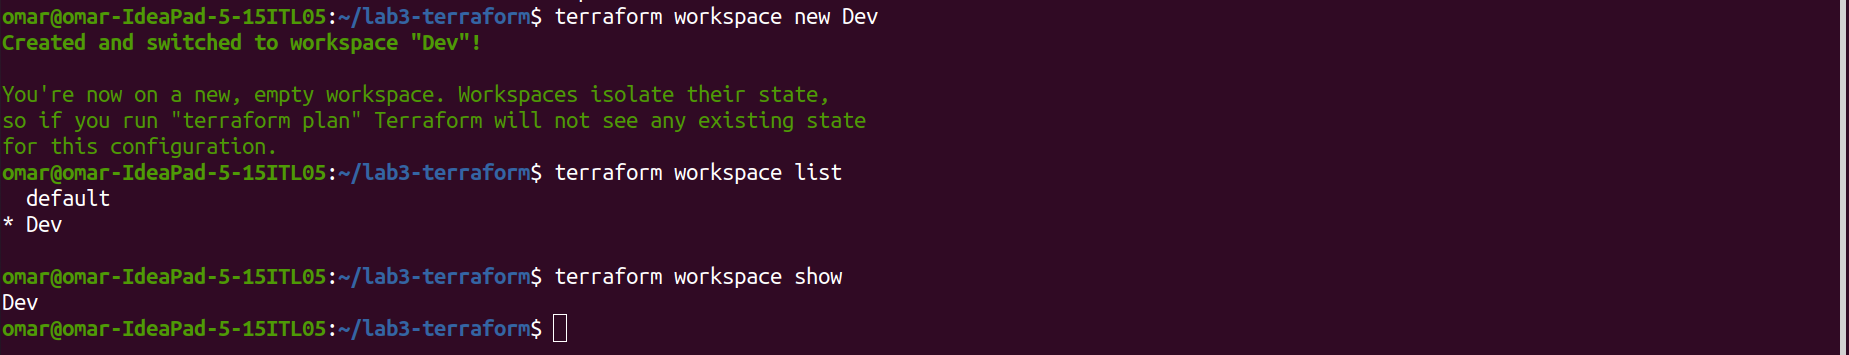 omar@omar-IdeaPad-5-15ITL05:~/lab3-terraform$ terraform workspace new Dev
Created and switched to workspace "Dev"!

You're now on a new, empty workspace. Workspaces isolate their state,
so if you run "terraform plan" Terraform will not see any existing state
for this configuration.
omar@omar-IdeaPad-5-15ITL05:~/lab3-terraform$ terraform workspace list
  default
* Dev

omar@omar-IdeaPad-5-15ITL05:~/lab3-terraform$ terraform workspace show
Dev
omar@omar-IdeaPad-5-15ITL05:~/lab3-terraform$